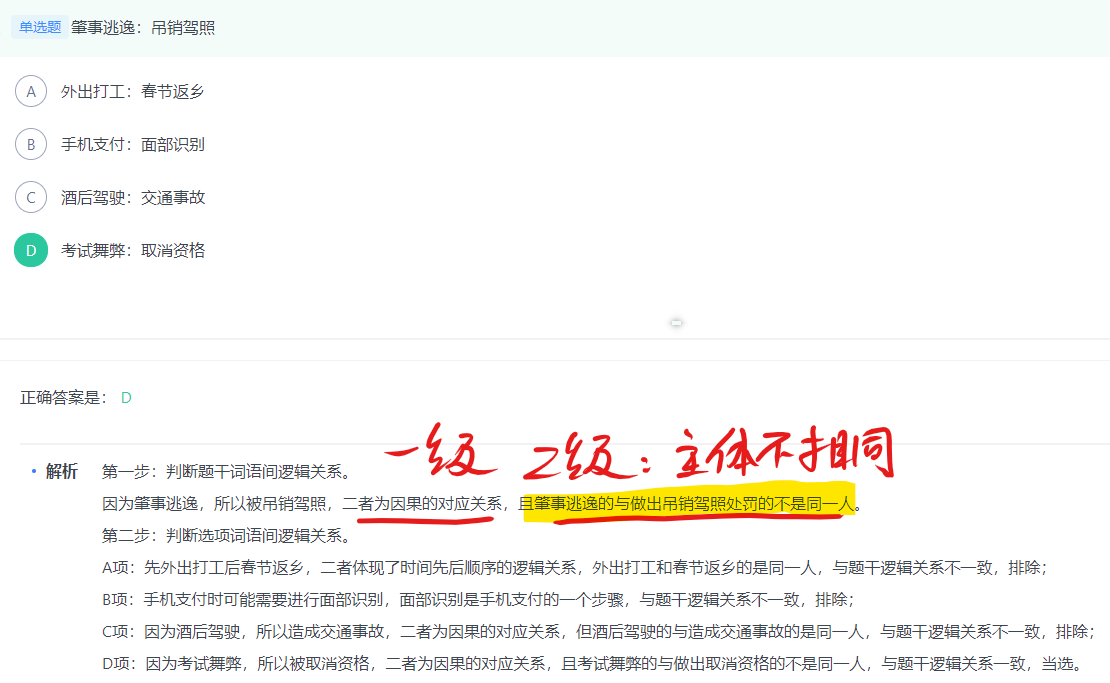 单选题 肇事逃逸：吊销驾照
A 外出打工：春节返乡
B 手机支付：面部识别
C 酒后驾驶：交通事故
D 考试舞弊：取消资格
正确答案是： D
一级 2级：主体不相同
解析 第一步：判断题干词语间逻辑关系。
因为肇事逃逸，所以被吊销驾照，二者为因果的对应关系，且肇事逃逸的与做出吊销驾照处罚的不是同一人。
第二步：判断选项词语间逻辑关系。
A项：先外出打工后春节返乡，二者体现了时间先后顺序的逻辑关系，外出打工和春节返乡的是同一人，与题干逻辑关系不一致，排除；
B项：手机支付时可能需要进行面部识别，面部识别是手机支付的一个步骤，与题干逻辑关系不一致，排除；
C项：因为酒后驾驶，所以造成交通事故，二者为因果的对应关系，但酒后驾驶的与造成交通事故的是同一人，与题干逻辑关系不一致，排除；
D项：因为考试舞弊，所以被取消资格，二者为因果的对应关系，且考试舞弊的与做出取消资格的不是同一人，与题干逻辑关系一致，当选。